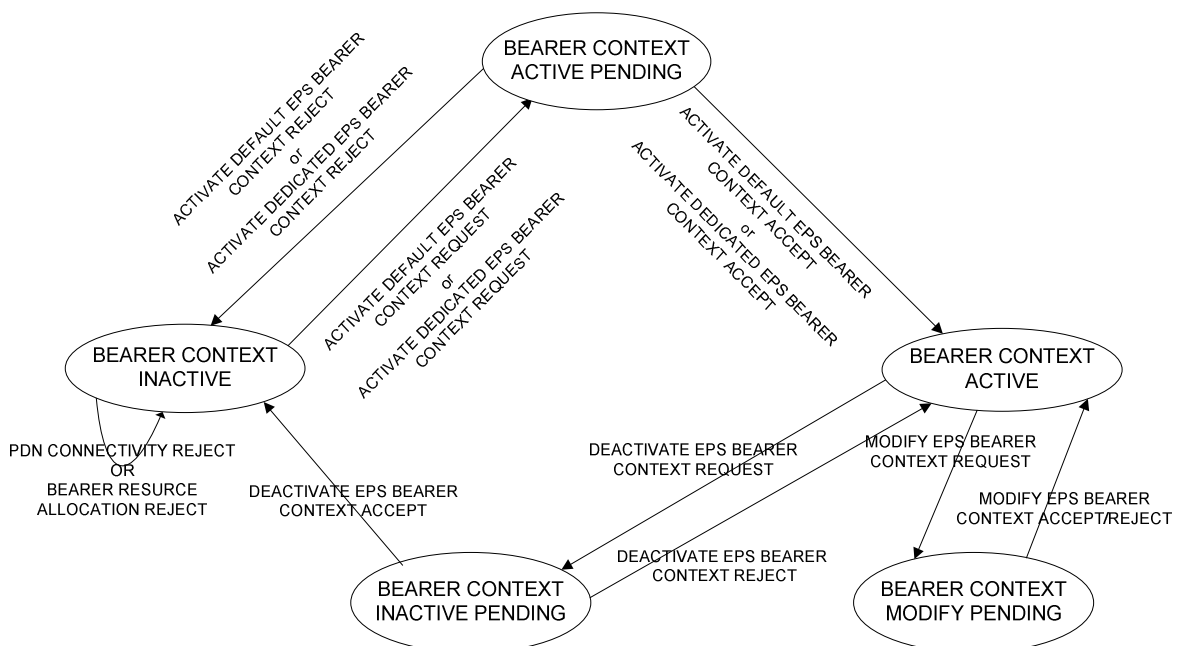 BEARER CONTEXT
ACTIVE PENDING
ACTIVATE DEFAULT EPS BEARER
CONTEXT REJECT
or
ACTIVATE DEDICATED EPS BEARER
CONTEXT REJECT
ACTIVATE DEFAULT EPS BEARER
CONTEXT REQUEST
or
ACTIVATE DEDICATED EPS BEARER
CONTEXT REQUEST
ACTIVATE DEFAULT EPS BEARER
CONTEXT ACCEPT
or
ACTIVATE DEDICATED EPS BEARER
CONTEXT ACCEPT
BEARER CONTEXT
INACTIVE
BEARER CONTEXT
ACTIVE
PDN CONNECTIVITY REJECT
OR
BEARER RESURCE
ALLOCATION REJECT
DEACTIVATE EPS BEARER
CONTEXT ACCEPT
DEACTIVATE EPS BEARER
CONTEXT REQUEST
MODIFY EPS BEARER
CONTEXT REQUEST
MODIFY EPS BEARER
CONTEXT ACCEPT/REJECT
DEACTIVATE EPS BEARER
CONTEXT REJECT
BEARER CONTEXT
INACTIVE PENDING
BEARER CONTEXT
MODIFY PENDING